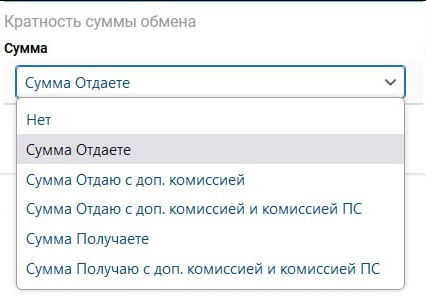 Кратность суммы обмена
Сумма
Сумма Отдаете
Нет
Сумма Отдаете
Сумма Отдаю с доп. комиссией
Сумма Отдаю с доп. комиссией и комиссией ПС
Сумма Получаете
Сумма Получаю с доп. комиссией и комиссией ПС